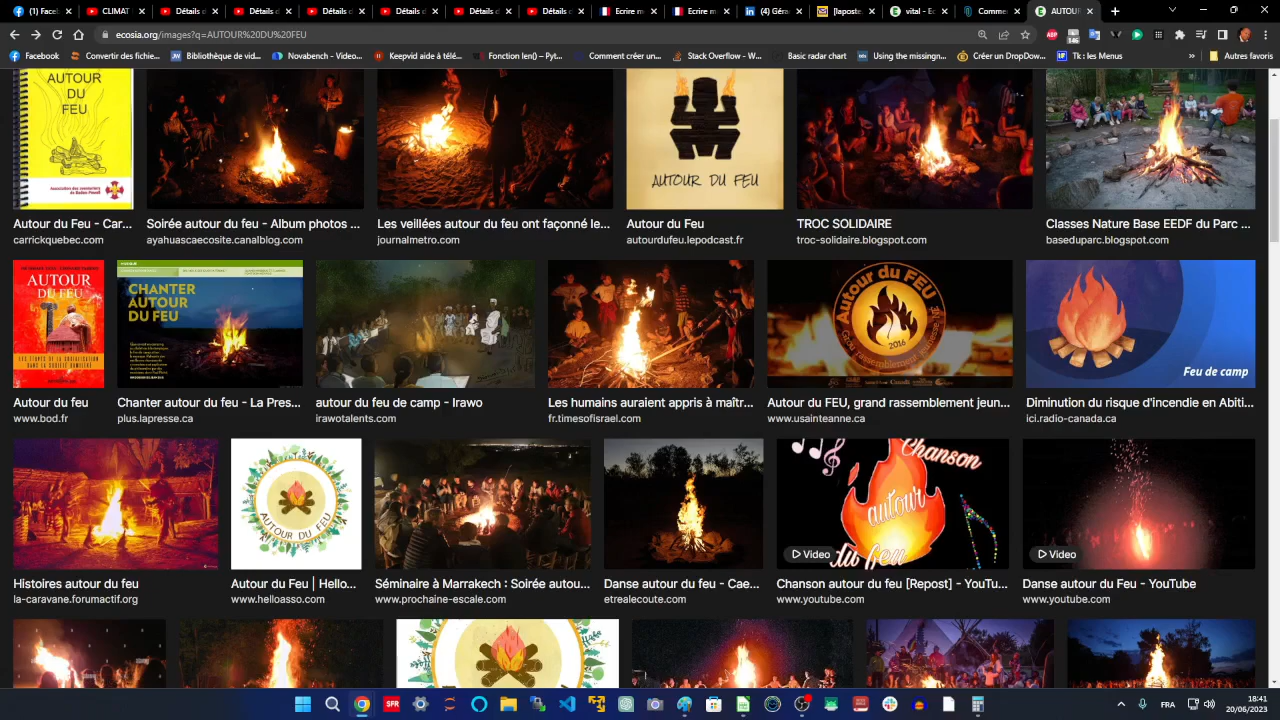 CLIMAT
Détails d
Détails d
Détails d
Détails d
Détails d
Ecrire m
Ecrire m
(4) Géra
[lapost
vital - Ec
Comme
AUTOUR
ecosia.org/images?q=AUTOUR%20DU%20FEU
Facebook
Convertir des fichier...
Bibliothèque de vid...
Novabench - Video...
Keepvid aide à télé...
Fonction len() – Pyt...
Comment créer un...
Stack Overflow - W...
Basic radar chart
Using the missingn...
Créer un DropDow...
Tk : les Menus
»
Autres favoris
AUTOUR
DU
FEU
AUTOUR DU FEU
Autour du Feu - Car...
Soirée autour du feu - Album photos ...
Les veillées autour du feu ont façonné le...
Autour du Feu
TROC SOLIDAIRE
Classes Nature Base EEDF du Parc ...
carrickquebec.com
ayahuascaecosite.canalblog.com
journalmetro.com
autourdufeu.lepodcast.fr
troc-solidaire.blogspot.com
baseduparc.blogspot.com
AUTOUR
DU FEU
LES ETAPES DE LA SOCIALISATION
CHANTER
AUTOUR
DU FEU
Autour du FEU
2016
Feu de camp
Autour du feu
Chanter autour du feu - La Pres...
autour du feu de camp - Irawo
Les humains auraient appris à maîtr...
Autour du FEU, grand rassemblement jeun...
Diminution du risque d'incendie en Abiti...
www.bod.fr
plus.lapresse.ca
irawotalents.com
fr.timesofisrael.com
www.usainteanne.ca
ici.radio-canada.ca
AUTOUR DU FEU
Chanson
autour
du feu
Video
Video
Histoires autour du feu
Autour du Feu | Hello...
Séminaire à Marrakech : Soirée autou...
Danse autour du feu - Cae...
Chanson autour du feu [Repost] - YouTu...
Danse autour du Feu - YouTube
la-caravane.forumactif.org
www.helloasso.com
www.prochaine-escale.com
etrealecoute.com
www.youtube.com
www.youtube.com
SFR
FRA
18:41
20/06/2023